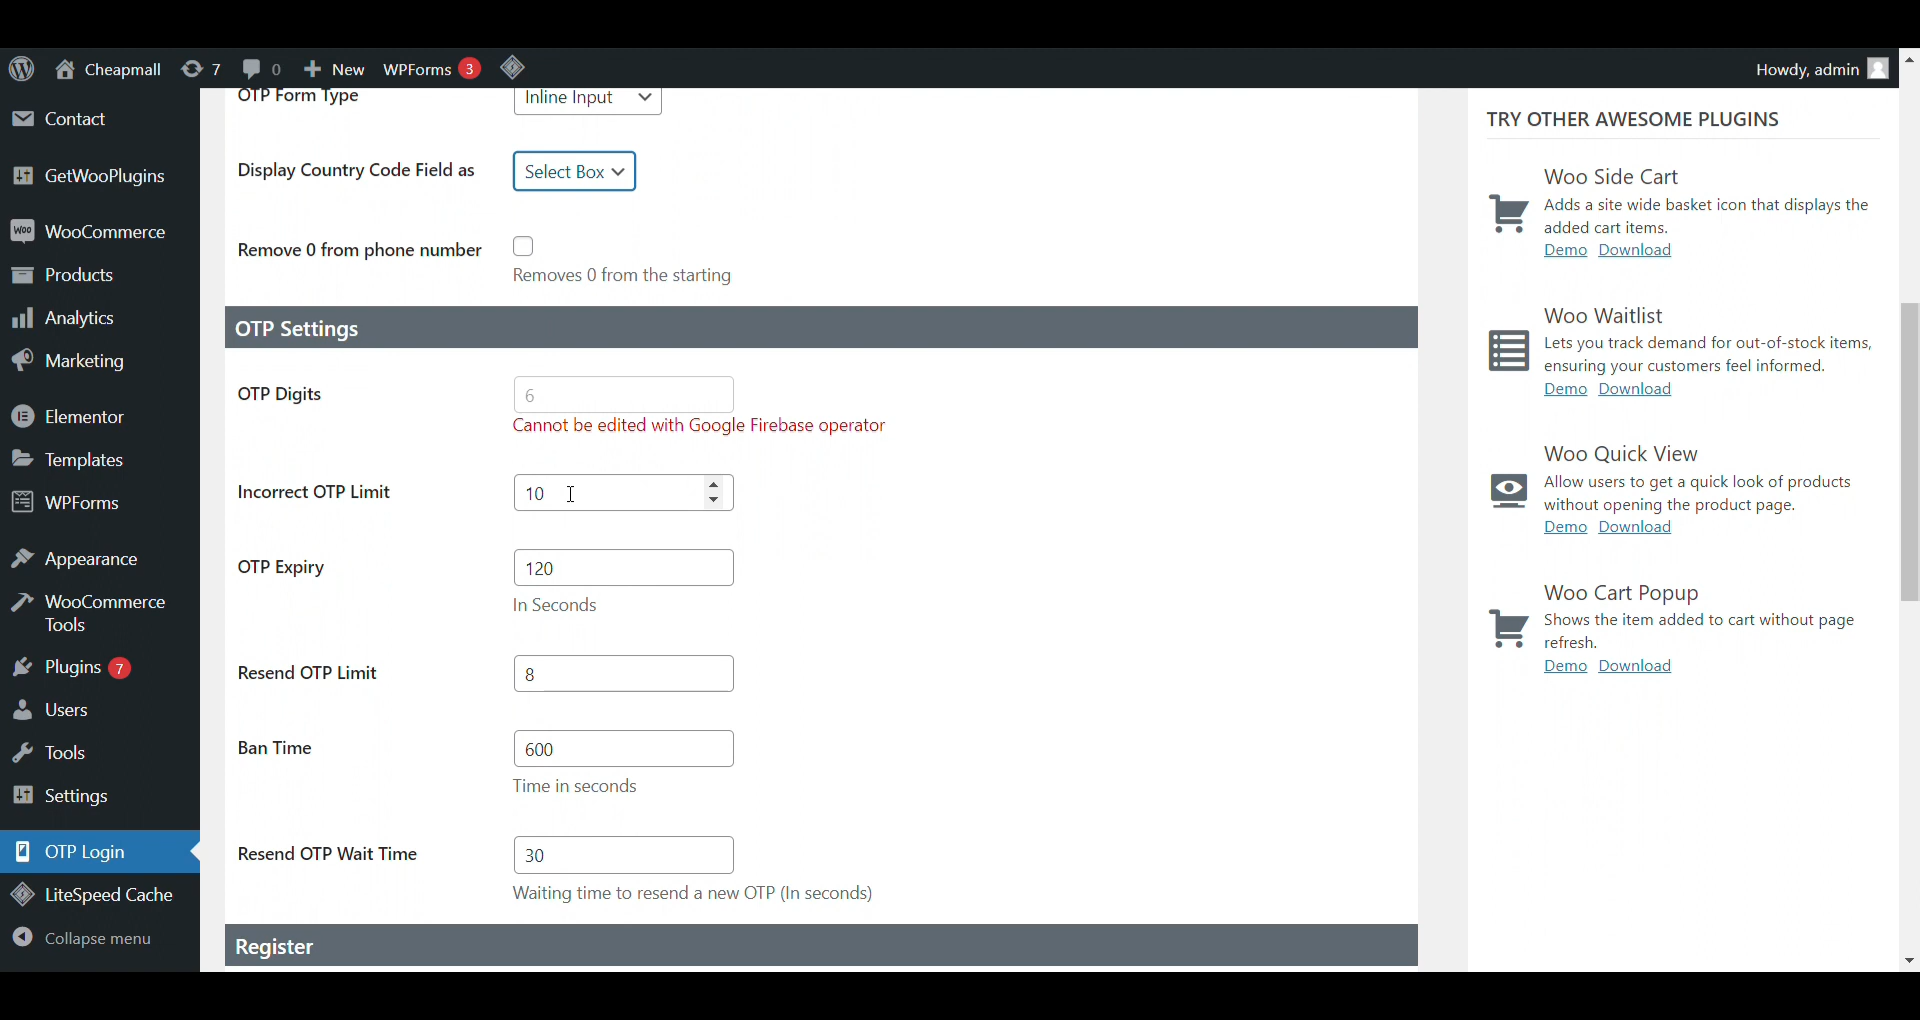 Cheapmall 7 0 New WPForms 3 Howdy, admin
Contact
GetWooPlugins
WooCommerce
Products
Analytics
Marketing
Elementor
Templates
WPForms
Appearance
WooCommerce
Tools
Plugins 7
Users
Tools
Settings
OTP Login
LiteSpeed Cache
Collapse menu
OTP Form Type Inline Input
Display Country Code Field as Select Box
Remove 0 from phone number
Removes 0 from the starting
OTP Settings
OTP Digits 6
Cannot be edited with Google Firebase operator
Incorrect OTP Limit 10
OTP Expiry 120
In Seconds
Resend OTP Limit 8
Ban Time 600
Time in seconds
Resend OTP Wait Time 30
Waiting time to resend a new OTP (In seconds)
Register
TRY OTHER AWESOME PLUGINS
Woo Side Cart
Adds a site wide basket icon that displays the
added cart items.
Demo Download
Woo Waitlist
Lets you track demand for out-of-stock items,
ensuring your customers feel informed.
Demo Download
Woo Quick View
Allow users to get a quick look of products
without opening the product page.
Demo Download
Woo Cart Popup
Shows the item added to cart without page
refresh.
Demo Download